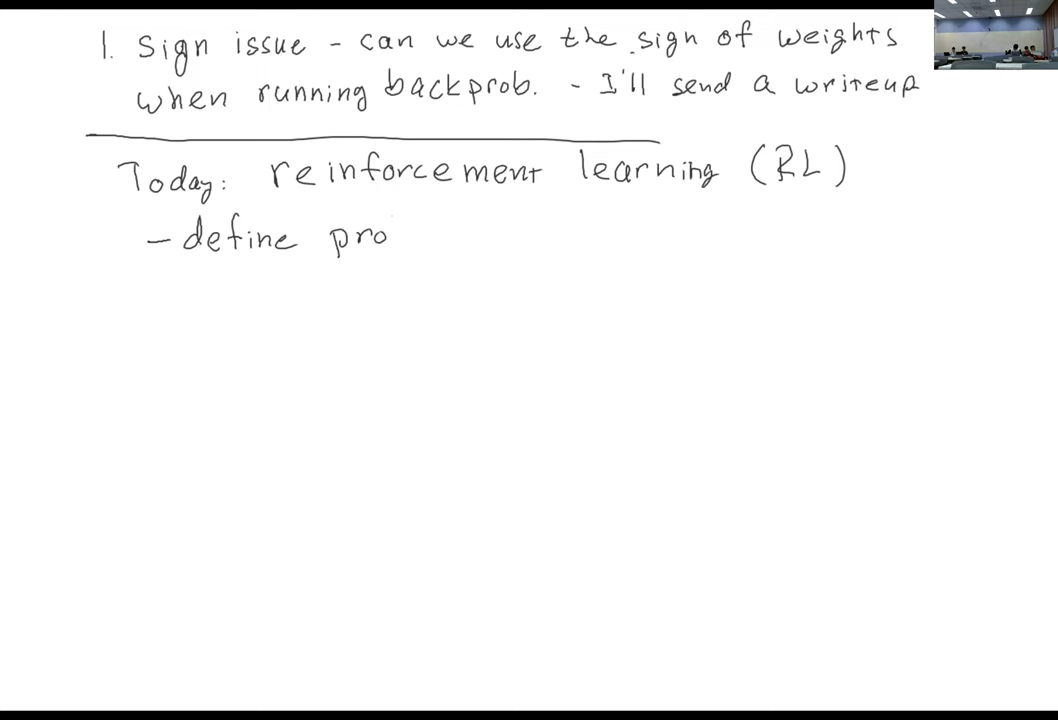 1. Sign issue - can we use the sign of weights
when running backprob. - I'll send a writeup
Today: reinforcement learning (RL)
- define pro